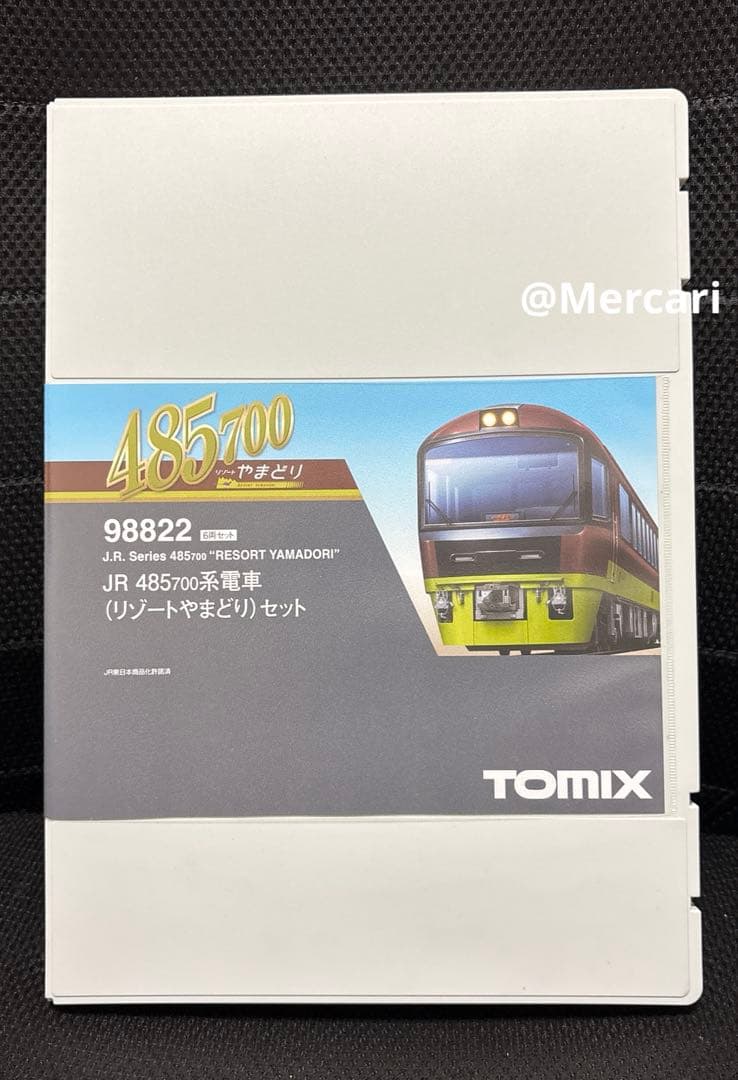 @Mercari
485700
リゾートやまどり
RESORT YAMADORI
98822 6両セット
J.R. Series 485700 "RESORT YAMADORI"
JR 485700系電車
(リゾートやまどり)セット
JR東日本商品化許諾済
TOMIX